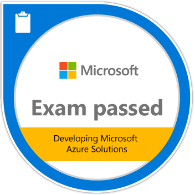 Microsoft
Exam passed
Developing Microsoft
Azure Solutions